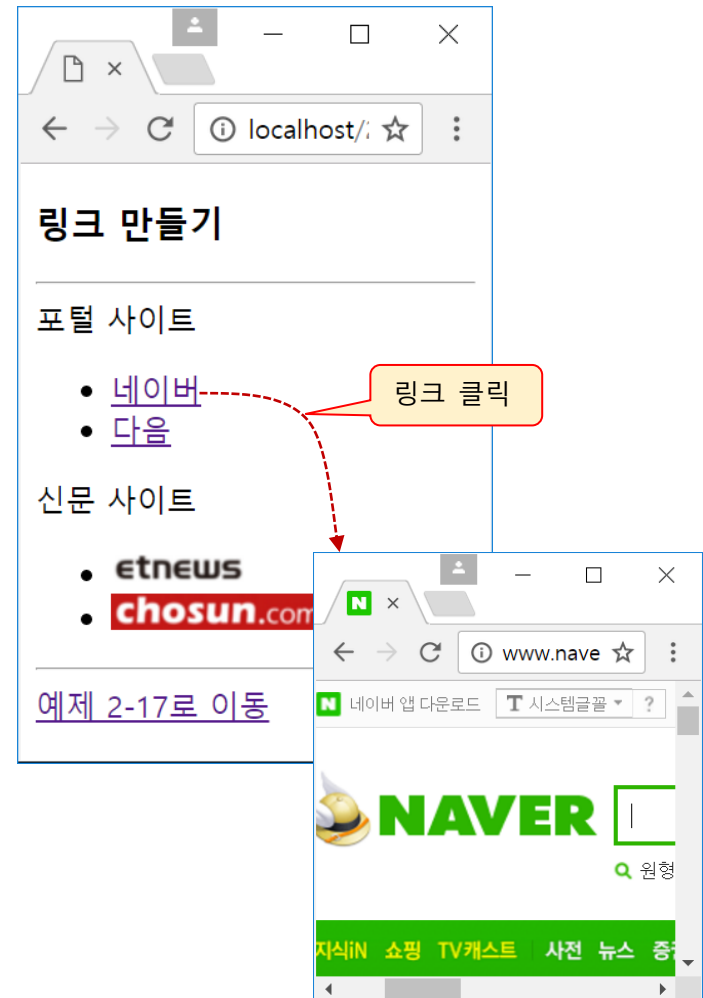 localhost/2
링크 만들기
포털 사이트
네이버
링크 클릭
다음
신문 사이트
etnews
chosun.com
예제 2-17로 이동
N
www.nave
N 네이버 앱 다운로드 T 시스템글꼴 ?
NAVER
원형
지식iN 쇼핑 TV캐스트 사전 뉴스